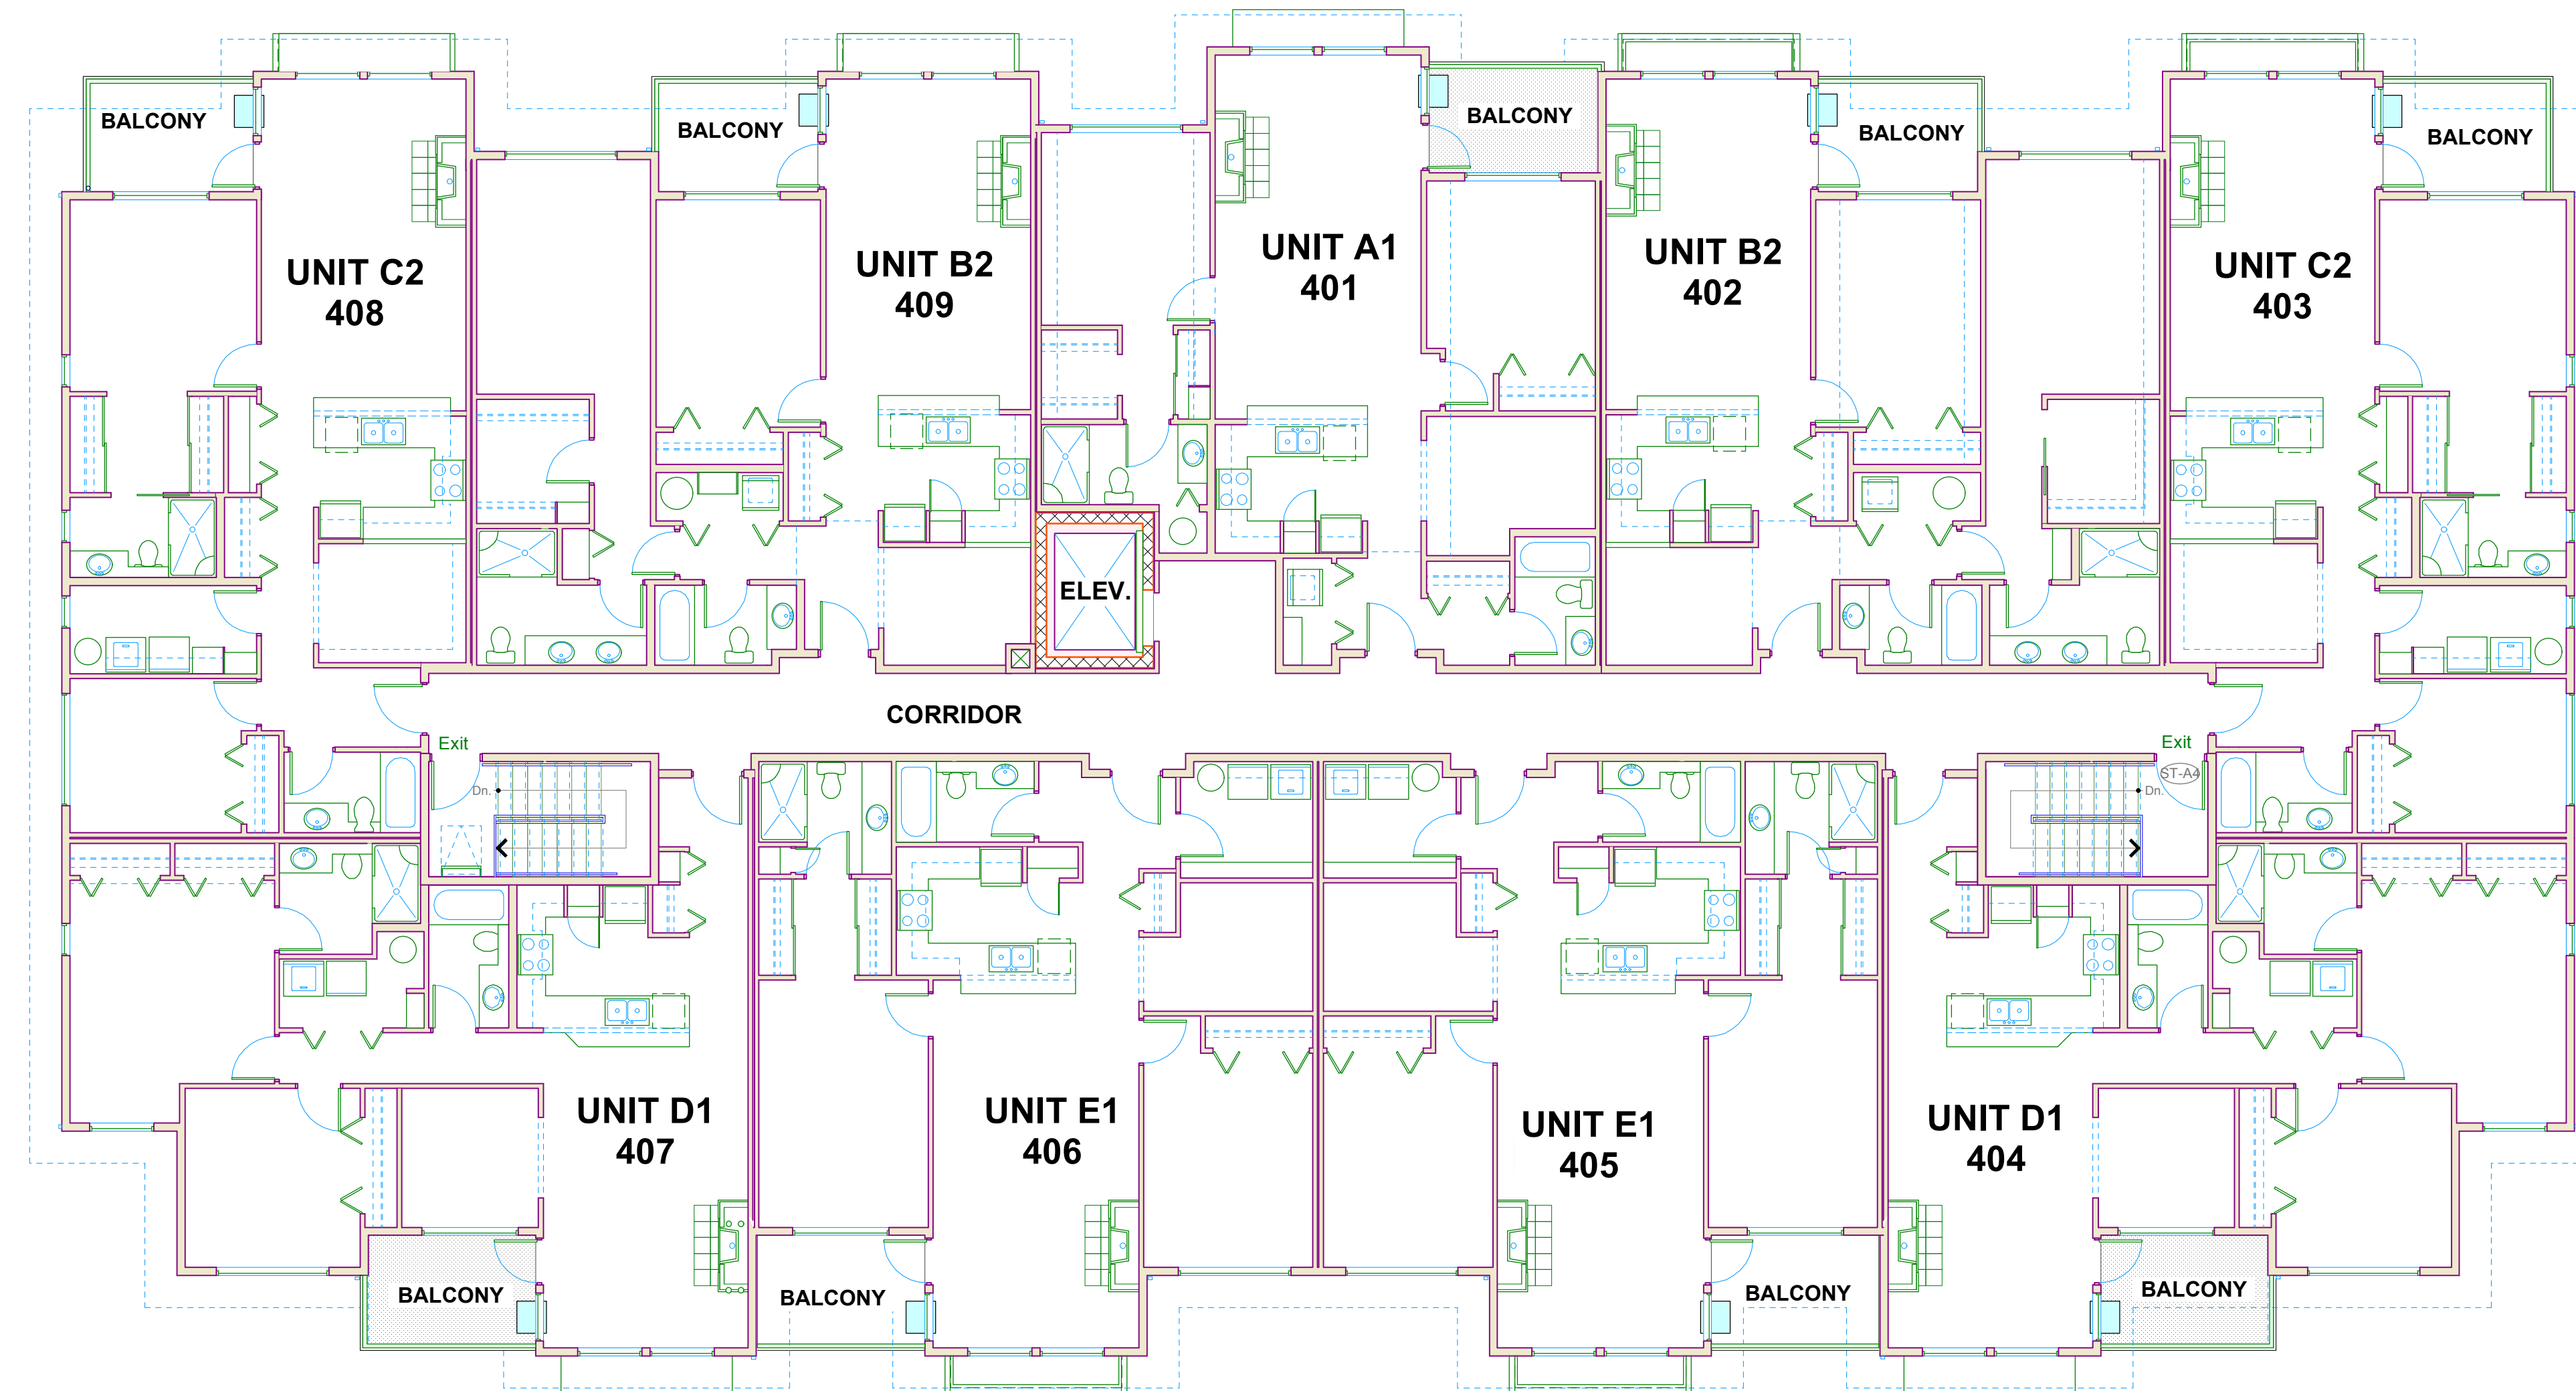 BALCONY
BALCONY
BALCONY
BALCONY
BALCONY
UNIT C2
408
UNIT B2
409
UNIT A1
401
UNIT B2
402
UNIT C2
403
ELEV.
CORRIDOR
Exit
Exit
ST-A4
Dn.
Dn.
UNIT D1
407
UNIT E1
406
UNIT E1
405
UNIT D1
404
BALCONY
BALCONY
BALCONY
BALCONY